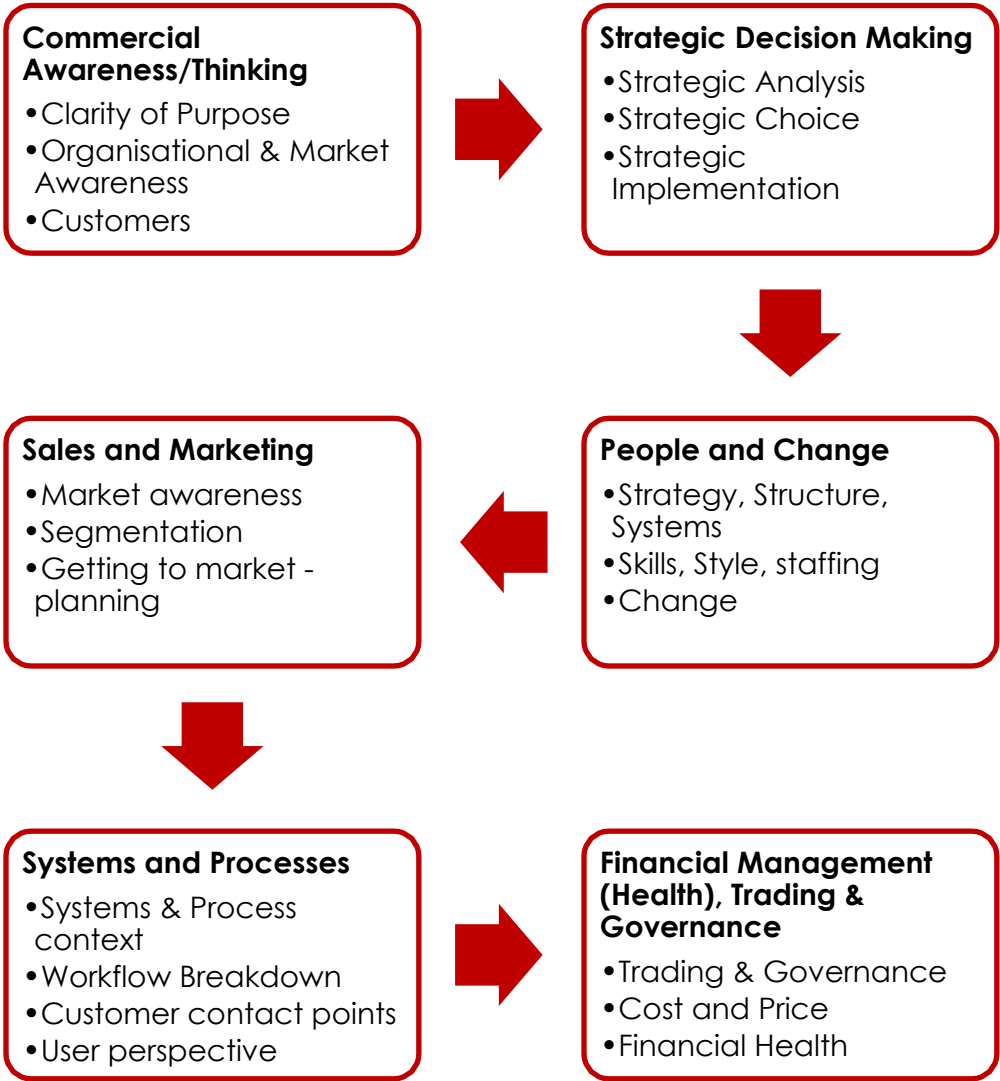 Commercial
Awareness/Thinking
•Clarity of Purpose
•Organisational & Market
Awareness
•Customers
Strategic Decision Making
•Strategic Analysis
•Strategic Choice
•Strategic
Implementation
People and Change
•Strategy, Structure,
Systems
•Skills, Style, staffing
•Change
Sales and Marketing
•Market awareness
•Segmentation
•Getting to market -
planning
Systems and Processes
•Systems & Process
context
•Workflow Breakdown
•Customer contact points
•User perspective
Financial Management
(Health), Trading &
Governance
•Trading & Governance
•Cost and Price
•Financial Health